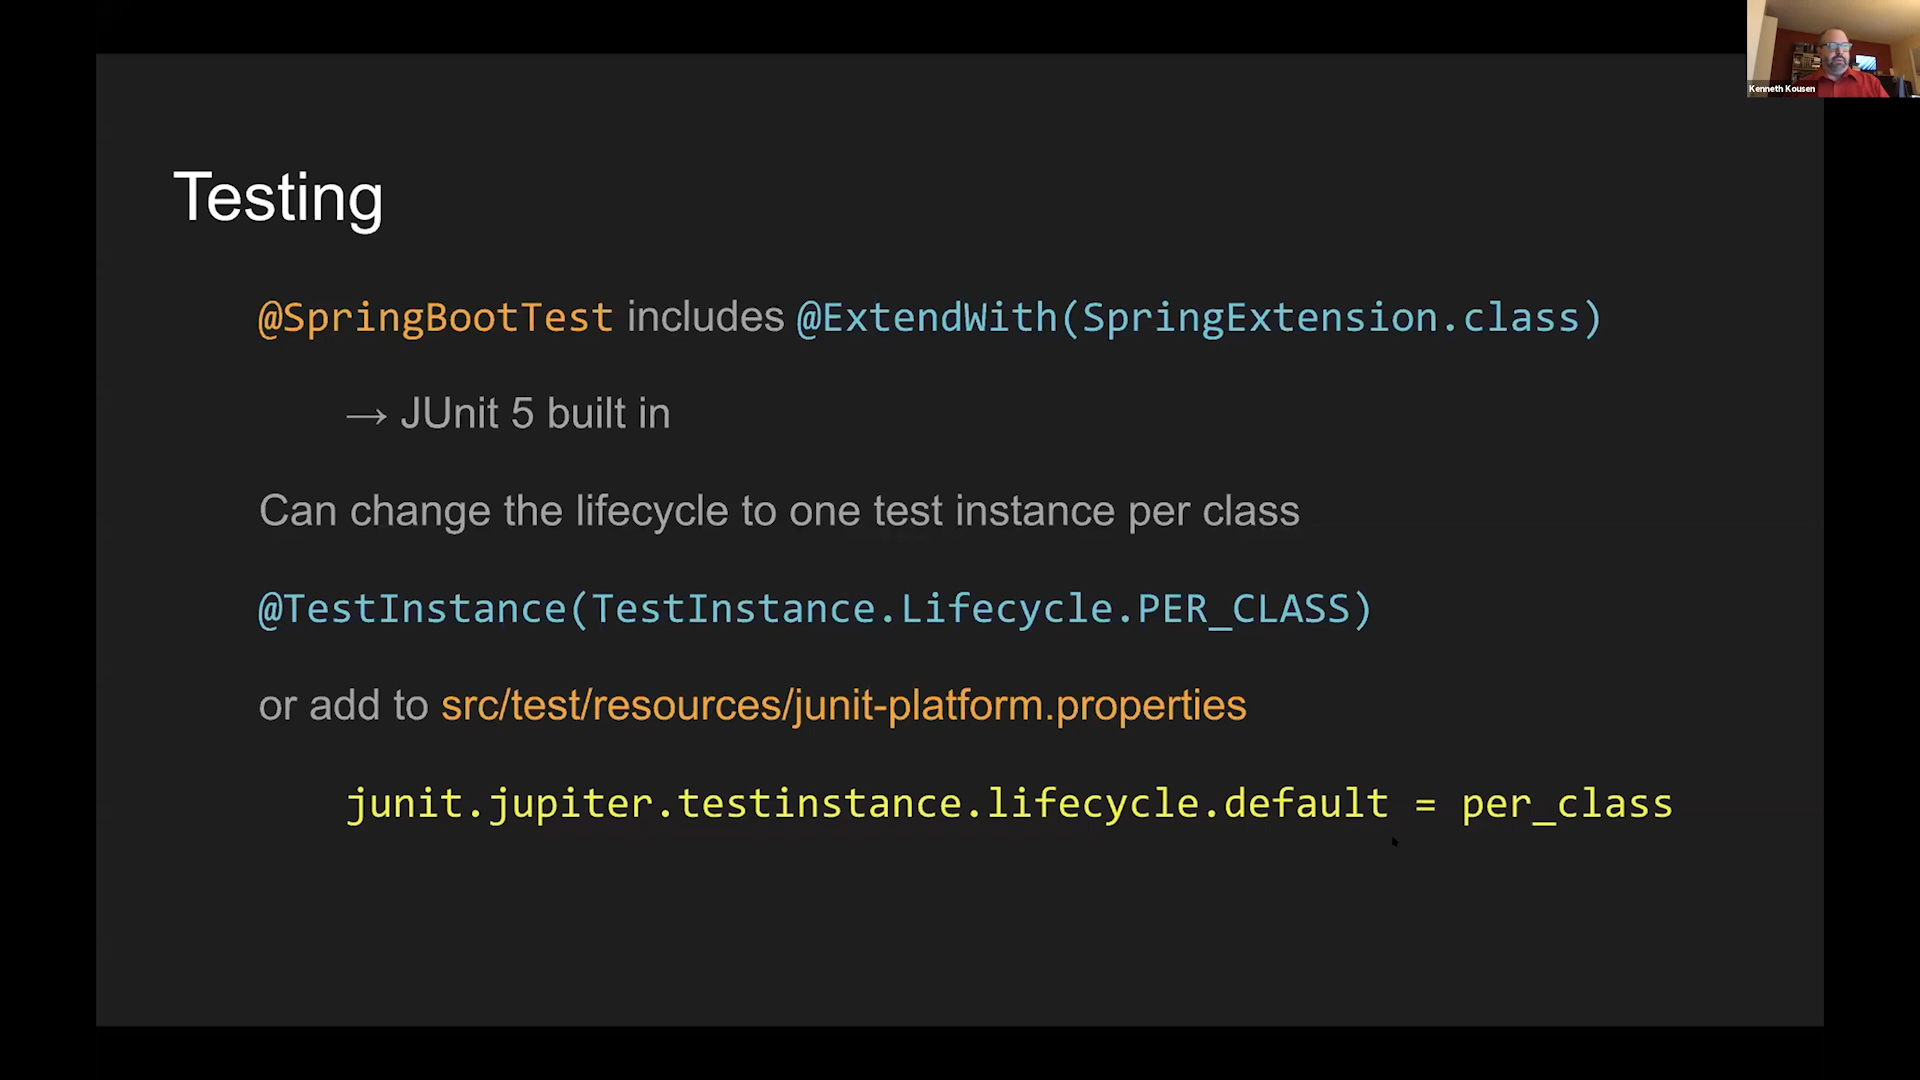 Kenneth Kousen
Testing
@SpringBootTest includes @ExtendWith(SpringExtension.class)
→ JUnit 5 built in
Can change the lifecycle to one test instance per class
@TestInstance(TestInstance.Lifecycle.PER_CLASS)
or add to src/test/resources/junit-platform.properties
junit.jupiter.testinstance.lifecycle.default = per_class